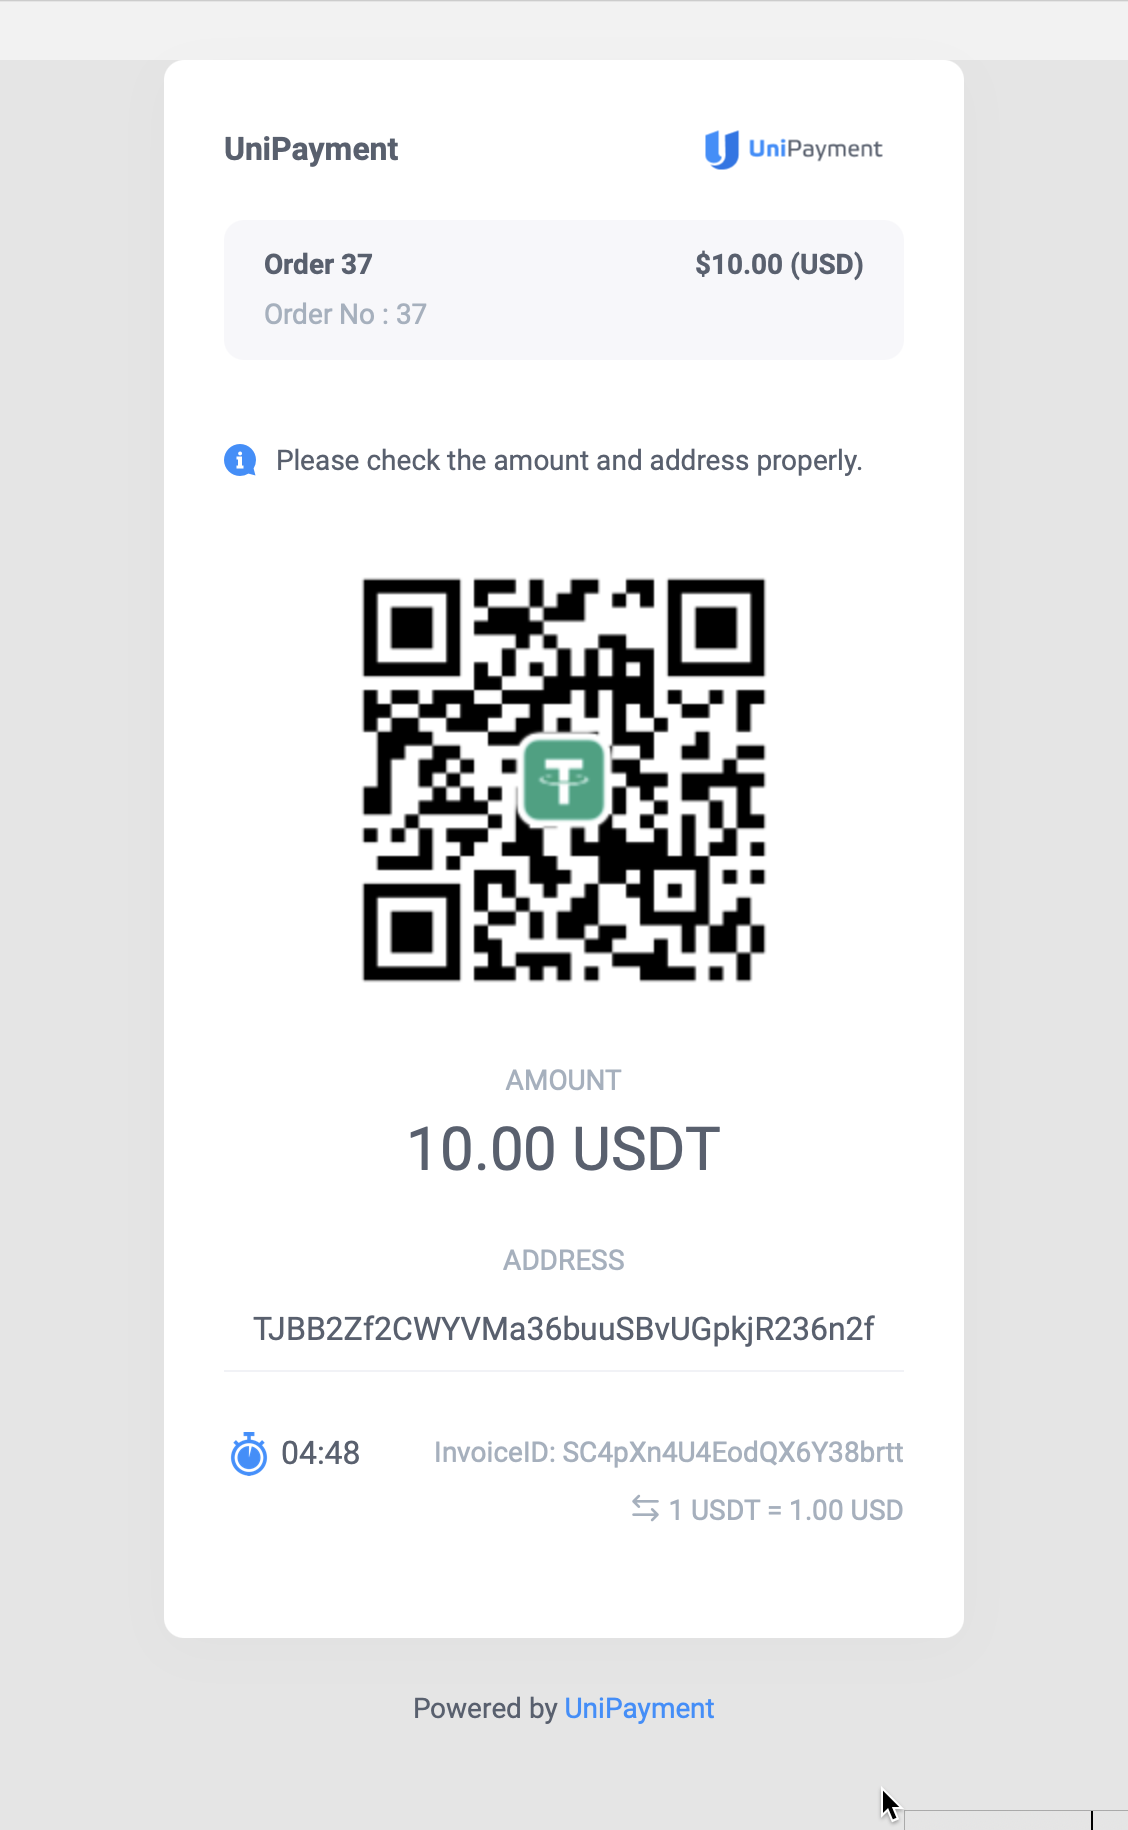 UniPayment
UniPayment
Order 37
$10.00 (USD)
Order No : 37
Please check the amount and address properly.
AMOUNT
10.00 USDT
ADDRESS
TJBB2Zf2CWYVMa36buuSBvUGpkjR236n2f
04:48
InvoiceID: SC4pXn4U4EodQX6Y38brtt
1 USDT = 1.00 USD
Powered by UniPayment